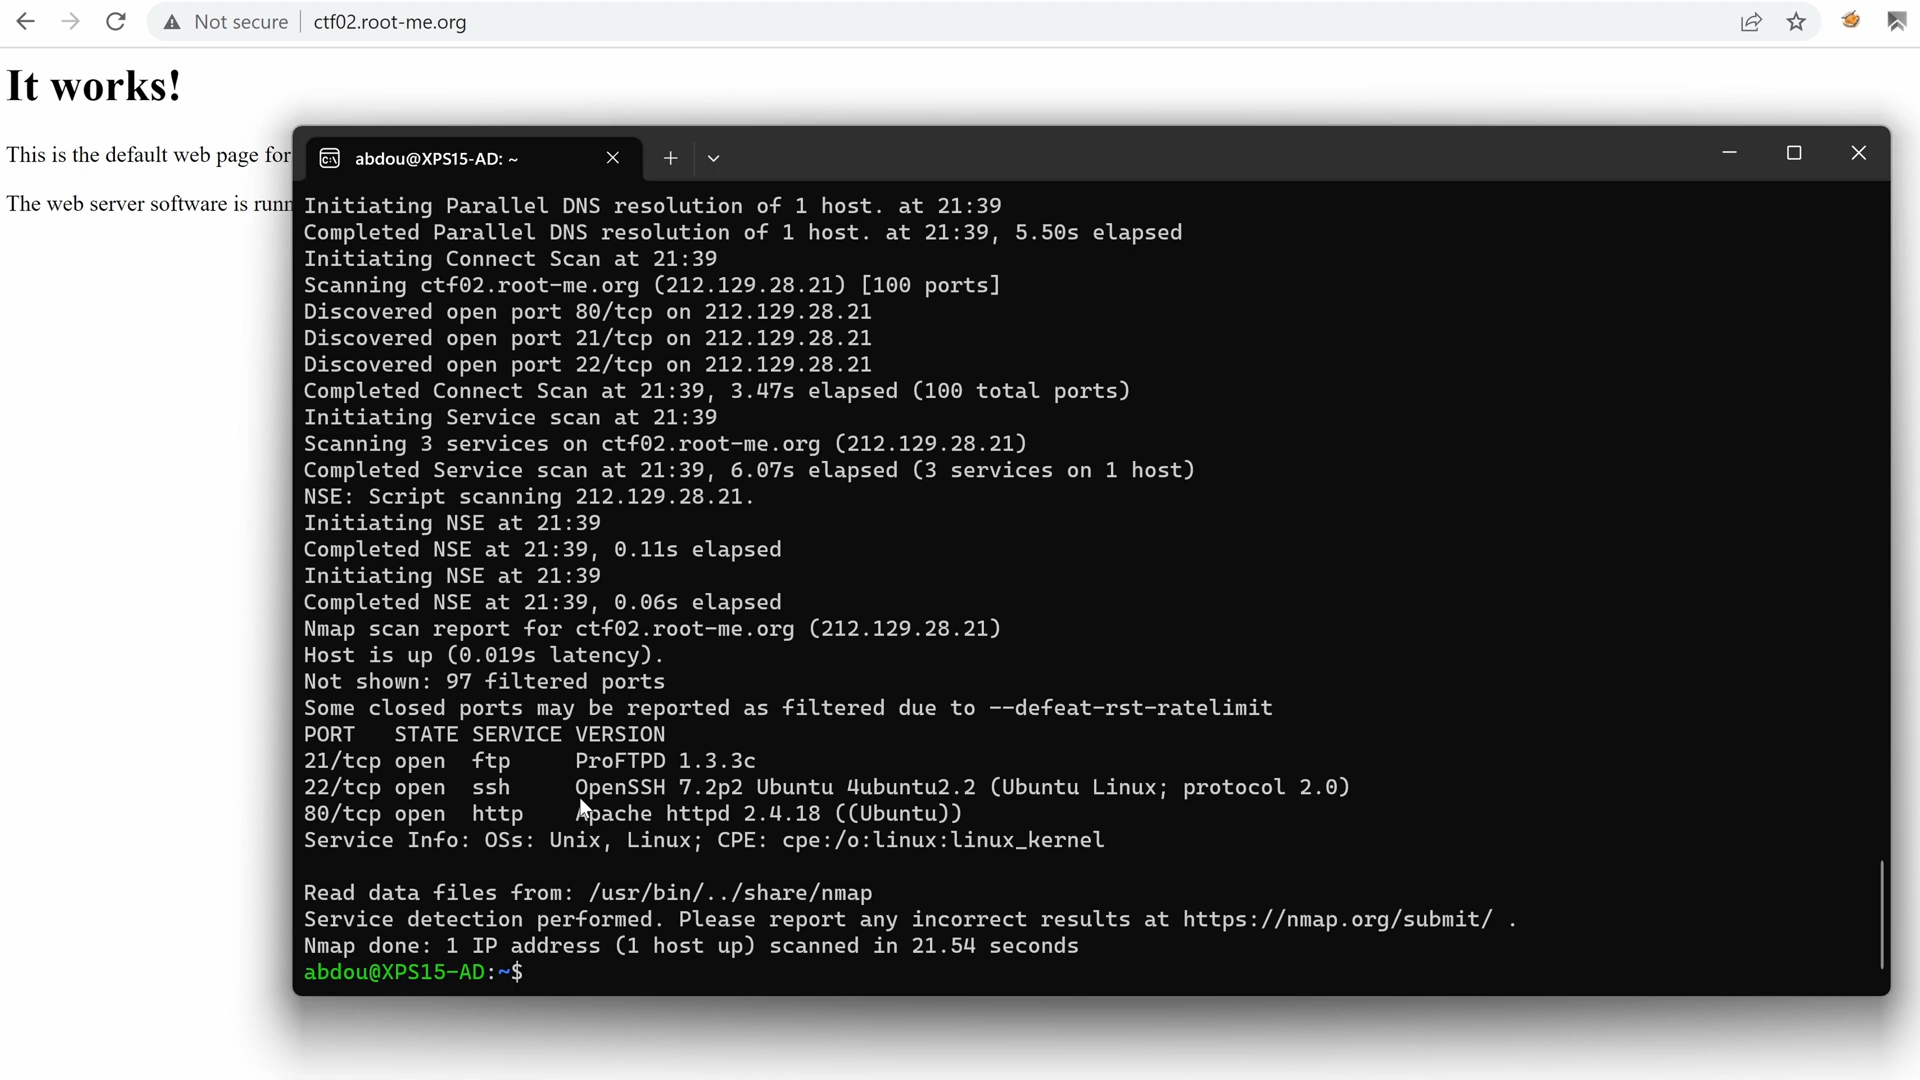 Not secure
ctf02.root-me.org
It works!
This is the default web page for
The web server software is runn
abdou@XPS15-AD: ~
Initiating Parallel DNS resolution of 1 host. at 21:39
Completed Parallel DNS resolution of 1 host. at 21:39, 5.50s elapsed
Initiating Connect Scan at 21:39
Scanning ctf02.root-me.org (212.129.28.21) [100 ports]
Discovered open port 80/tcp on 212.129.28.21
Discovered open port 21/tcp on 212.129.28.21
Discovered open port 22/tcp on 212.129.28.21
Completed Connect Scan at 21:39, 3.47s elapsed (100 total ports)
Initiating Service scan at 21:39
Scanning 3 services on ctf02.root-me.org (212.129.28.21)
Completed Service scan at 21:39, 6.07s elapsed (3 services on 1 host)
NSE: Script scanning 212.129.28.21.
Initiating NSE at 21:39
Completed NSE at 21:39, 0.11s elapsed
Initiating NSE at 21:39
Completed NSE at 21:39, 0.06s elapsed
Nmap scan report for ctf02.root-me.org (212.129.28.21)
Host is up (0.019s latency).
Not shown: 97 filtered ports
Some closed ports may be reported as filtered due to --defeat-rst-ratelimit
PORT   STATE SERVICE VERSION
21/tcp open  ftp     ProFTPD 1.3.3c
22/tcp open  ssh     OpenSSH 7.2p2 Ubuntu 4ubuntu2.2 (Ubuntu Linux; protocol 2.0)
80/tcp open  http    Apache httpd 2.4.18 ((Ubuntu))
Service Info: OSs: Unix, Linux; CPE: cpe:/o:linux:linux_kernel
Read data files from: /usr/bin/../share/nmap
Service detection performed. Please report any incorrect results at https://nmap.org/submit/ .
Nmap done: 1 IP address (1 host up) scanned in 21.54 seconds
abdou@XPS15-AD:~$